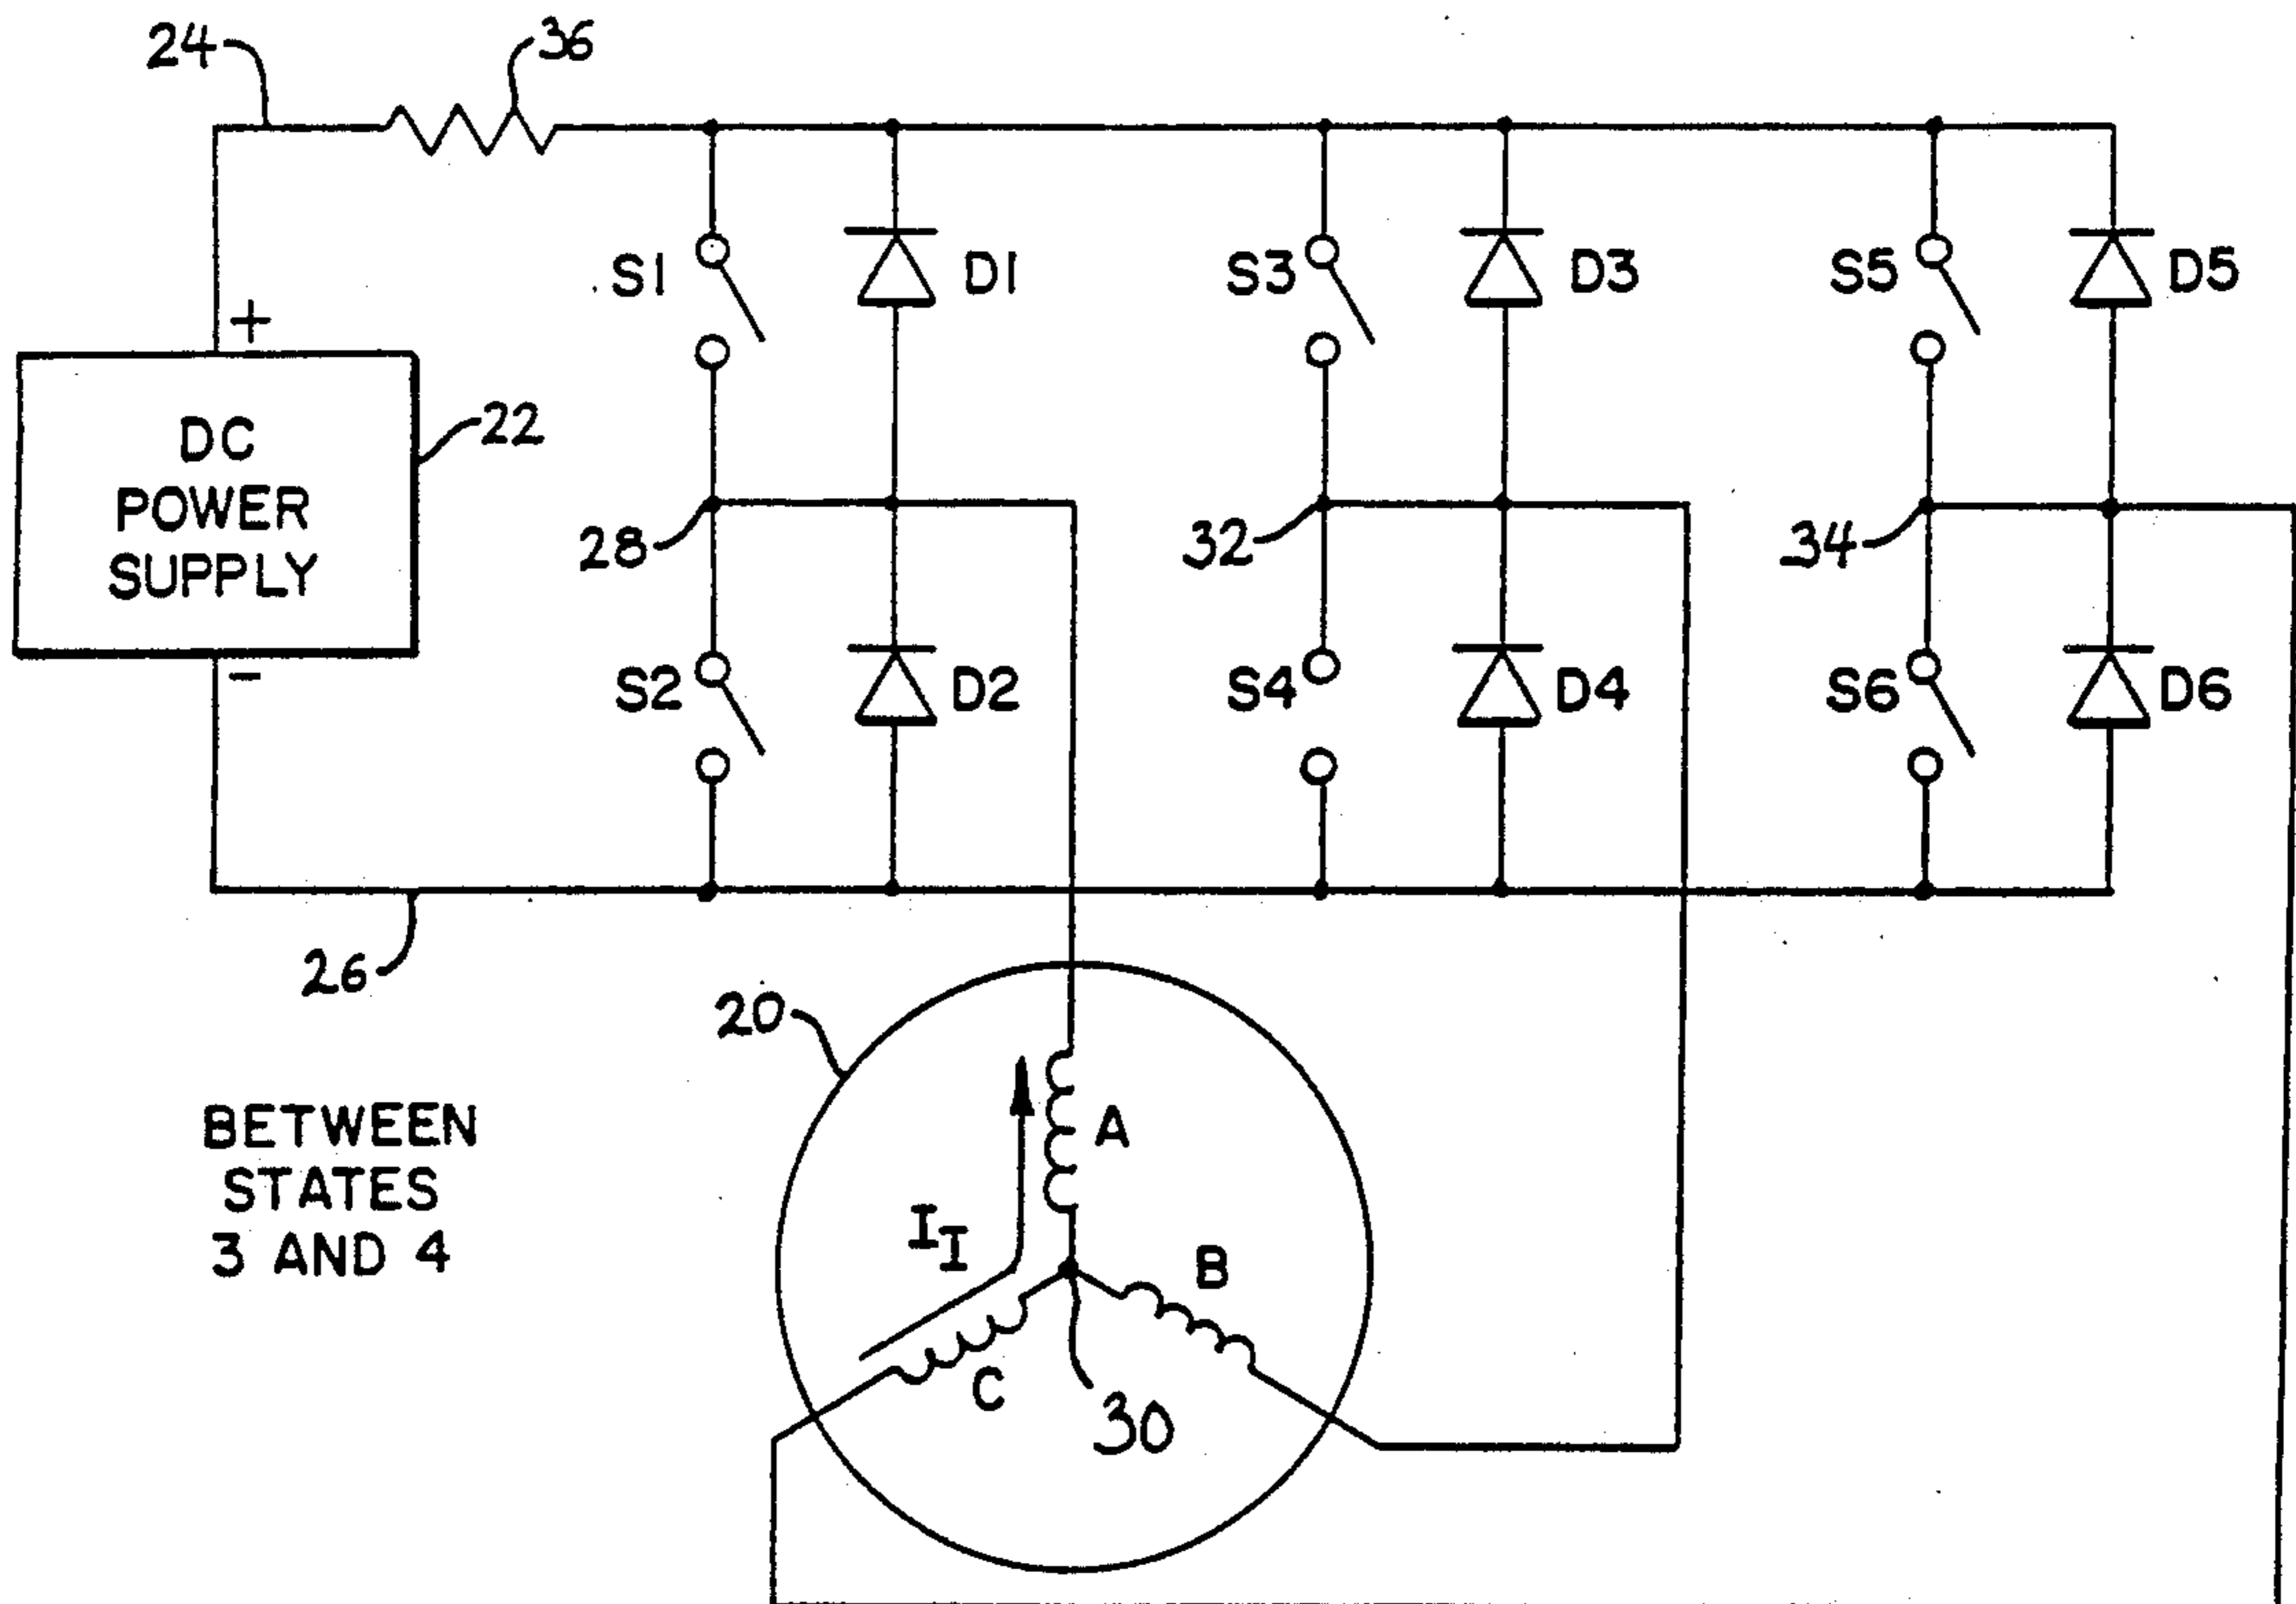 24
36
+
S1
D1
S3
D3
S5
D5
DC
POWER
SUPPLY
22
28
32
34
-
S2
D2
S4
D4
S6
D6
26
20
BETWEEN
STATES
3 AND 4
A
I_I
B
C
30